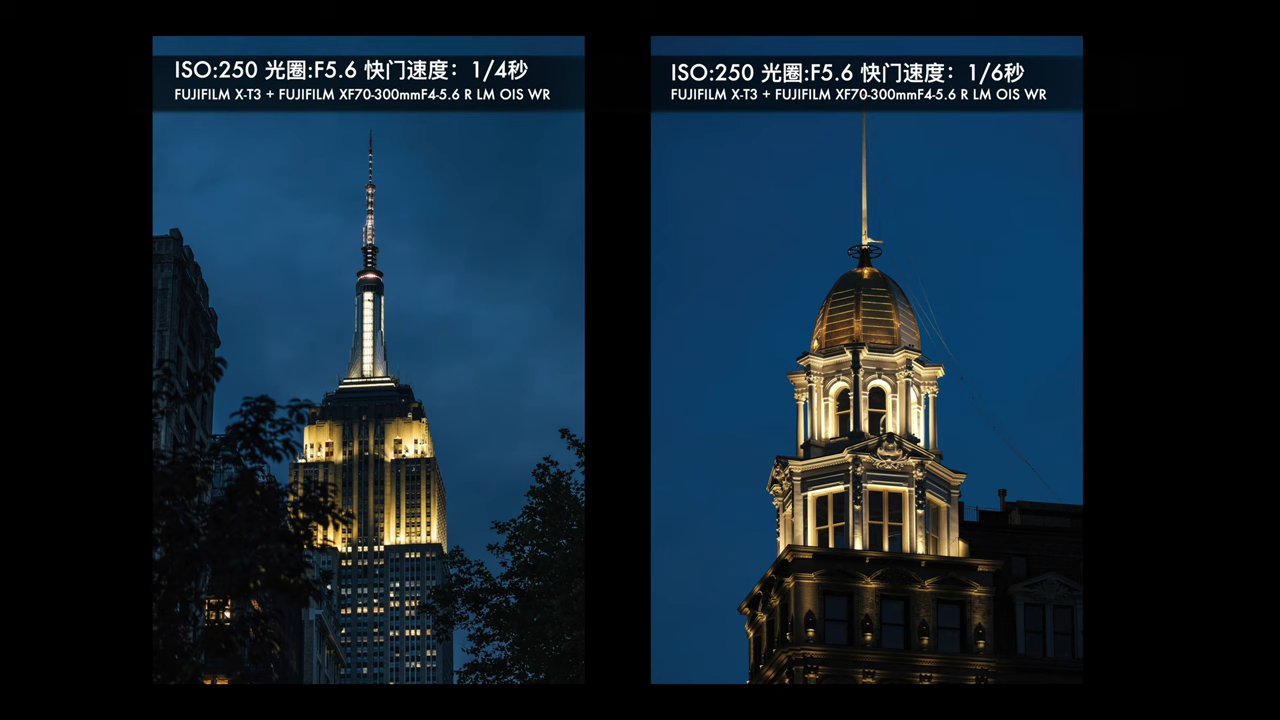 ISO:250 光圈:F5.6 快门速度：1/4秒
FUJIFILM X-T3 + FUJIFILM XF70-300mmF4-5.6 R LM OIS WR
ISO:250 光圈:F5.6 快门速度：1/6秒
FUJIFILM X-T3 + FUJIFILM XF70-300mmF4-5.6 R LM OIS WR